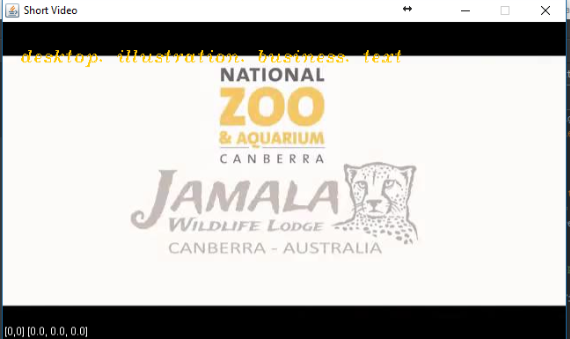 Short Video
desktop. illustration. business. text
NATIONAL
ZOO
& AQUARIUM
CANBERRA
JAMALA
WILDLIFE LODGE
CANBERRA - AUSTRALIA
[0,0] [0.0, 0.0, 0.0]